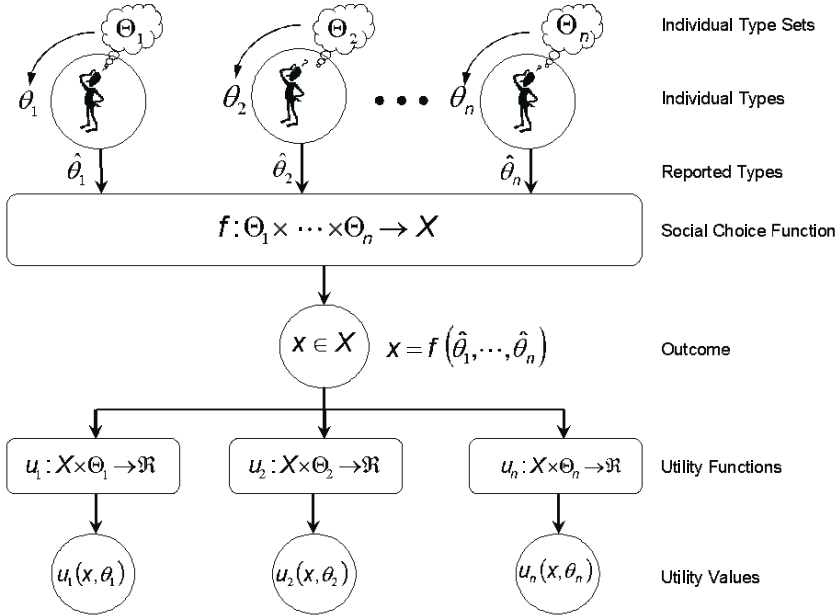 Θ₁ Θ₂ Θₙ Individual Type Sets
θ₁ θ₂ • • • θₙ Individual Types
θ̂₁ θ̂₂ θ̂ₙ Reported Types
f : Θ₁ × ⋯ × Θₙ → X Social Choice Function
x ∈ X x = f (θ̂₁, ⋯, θ̂ₙ) Outcome
u₁ : X × Θ₁ → ℜ u₂ : X × Θ₂ → ℜ uₙ : X × Θₙ → ℜ Utility Functions
u₁(x, θ₁) u₂(x, θ₂) uₙ(x, θₙ) Utility Values